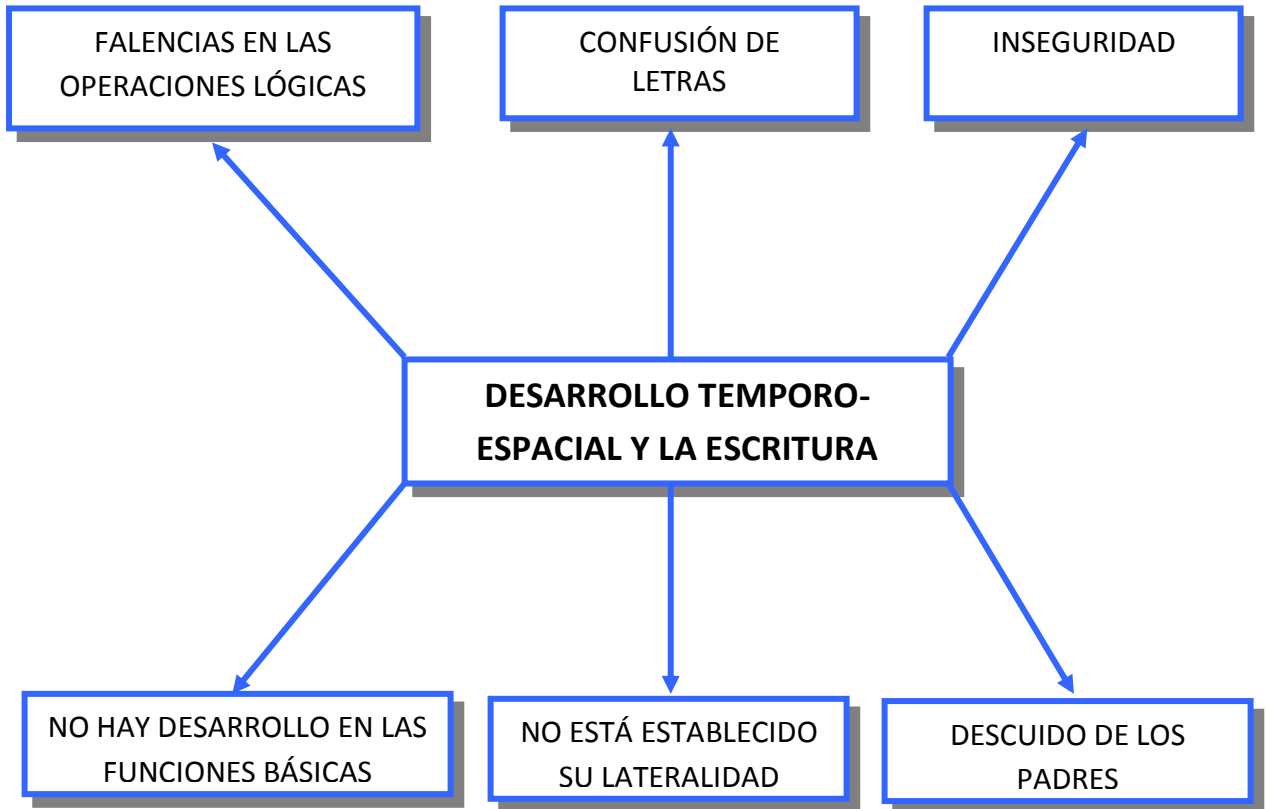 FALENCIAS EN LAS
OPERACIONES LÓGICAS
CONFUSIÓN DE
LETRAS
INSEGURIDAD
DESARROLLO TEMPORO-
ESPACIAL Y LA ESCRITURA
NO HAY DESARROLLO EN LAS
FUNCIONES BÁSICAS
NO ESTÁ ESTABLECIDO
SU LATERALIDAD
DESCUIDO DE LOS
PADRES